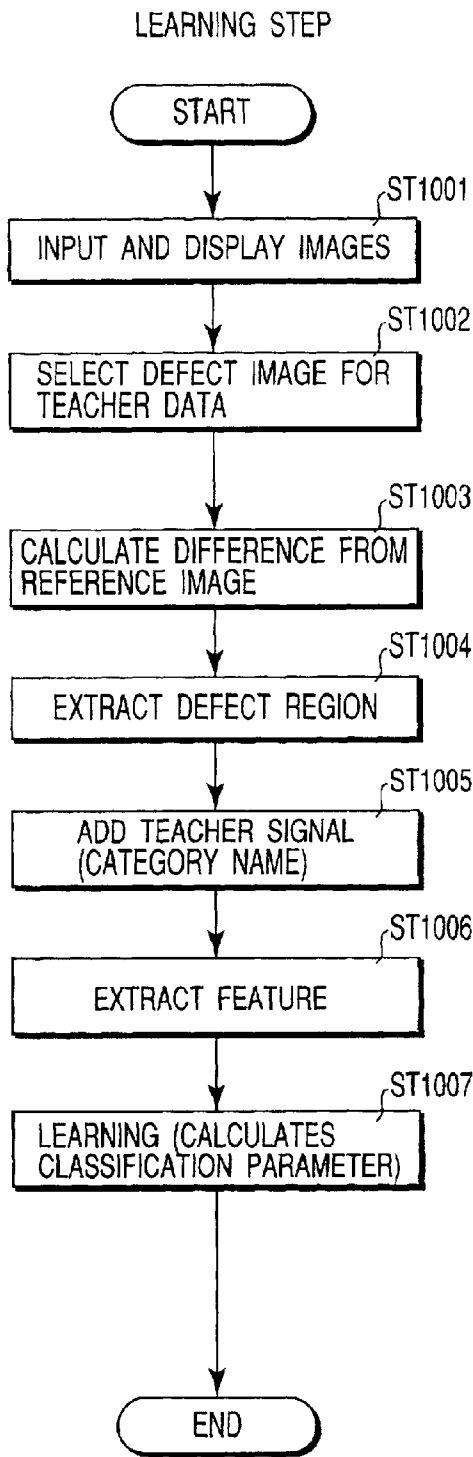 LEARNING STEP
START
ST1001
INPUT AND DISPLAY IMAGES
ST1002
SELECT DEFECT IMAGE FOR
TEACHER DATA
ST1003
CALCULATE DIFFERENCE FROM
REFERENCE IMAGE
ST1004
EXTRACT DEFECT REGION
ST1005
ADD TEACHER SIGNAL
(CATEGORY NAME)
ST1006
EXTRACT FEATURE
ST1007
LEARNING (CALCULATES
CLASSIFICATION PARAMETER)
END